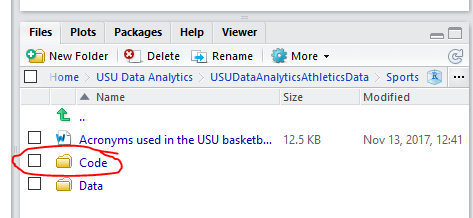 Files Plots Packages Help Viewer
New Folder Delete Rename More
Home USU Data Analytics USUDataAnalyticsAthleticsData Sports R ...
Name Size Modified
..
Acronyms used in the USU basketb... 12.5 KB Nov 13, 2017, 12:41
Code
Data